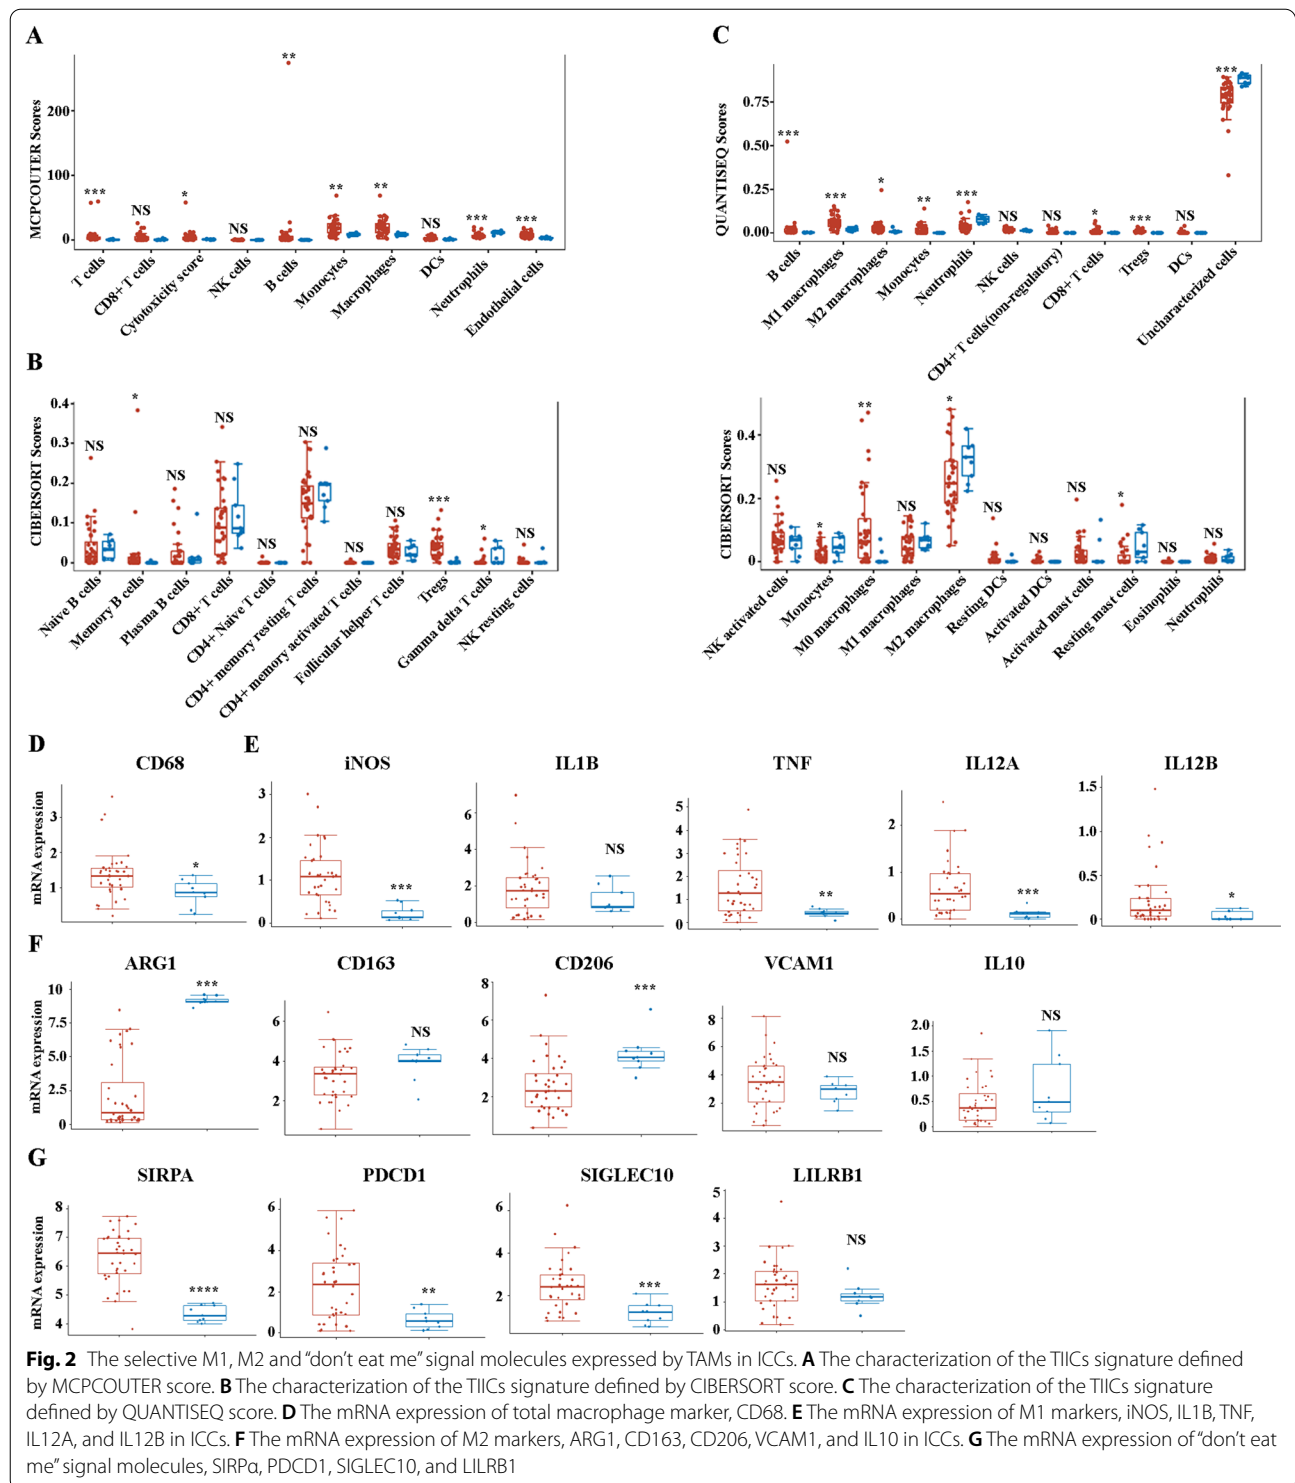 A
MCPCOUTER Scores
200
100
0
***
NS
*
NS
**
**
**
NS
***
***
T cells
CD8+ T cells
Cytotoxicity score
NK cells
B cells
Monocytes
Macrophages
DCs
Neutrophils
Endothelial cells
C
QUANTISEQ Scores
0.75
0.50
0.25
0.00
***
***
*
**
***
NS
NS
*
***
NS
***
B cells
M1 macrophages
M2 macrophages
Monocytes
Neutrophils
NK cells
CD4+ T cells(non-regulatory)
CD8+ T cells
Tregs
DCs
Uncharacterized cells
B
CIBERSORT Scores
0.4
0.3
0.2
0.1
0
NS
*
NS
NS
NS
NS
NS
NS
***
*
NS
Naive B cells
Memory B cells
Plasma B cells
CD8+ T cells
CD4+ Naive T cells
CD4+ memory resting T cells
CD4+ memory activated T cells
Follicular helper T cells
Tregs
Gamma delta T cells
NK resting cells
CIBERSORT Scores
0.4
0.2
0
NS
*
**
NS
*
NS
NS
NS
*
NS
NS
NK activated cells
Monocytes
M0 macrophages
M1 macrophages
M2 macrophages
Resting DCs
Activated DCs
Activated mast cells
Resting mast cells
Eosinophils
Neutrophils
D
CD68
mRNA expression
3
2
1
*
E
iNOS
3
2
1
0
***
IL1B
6
4
2
0
NS
TNF
5
4
3
2
1
0
**
IL12A
2
1
0
***
IL12B
1.5
1.0
0.5
0
*
F
ARG1
mRNA expression
10
7.5
5.0
2.5
0
***
CD163
6
4
2
0
NS
CD206
8
6
4
2
***
VCAM1
8
6
4
2
NS
IL10
2.0
1.5
1.0
0.5
0
NS
G
SIRPA
mRNA expression
8
7
6
5
4
****
PDCD1
6
4
2
0
**
SIGLEC10
6
4
2
***
LILRB1
5
4
3
2
1
0
NS
Fig. 2 The selective M1, M2 and “don’t eat me” signal molecules expressed by TAMs in ICCs. A The characterization of the TIICs signature defined
by MCPCOUTER score. B The characterization of the TIICs signature defined by CIBERSORT score. C The characterization of the TIICs signature
defined by QUANTISEQ score. D The mRNA expression of total macrophage marker, CD68. E The mRNA expression of M1 markers, iNOS, IL1B, TNF,
IL12A, and IL12B in ICCs. F The mRNA expression of M2 markers, ARG1, CD163, CD206, VCAM1, and IL10 in ICCs. G The mRNA expression of “don’t eat
me” signal molecules, SIRPα, PDCD1, SIGLEC10, and LILRB1